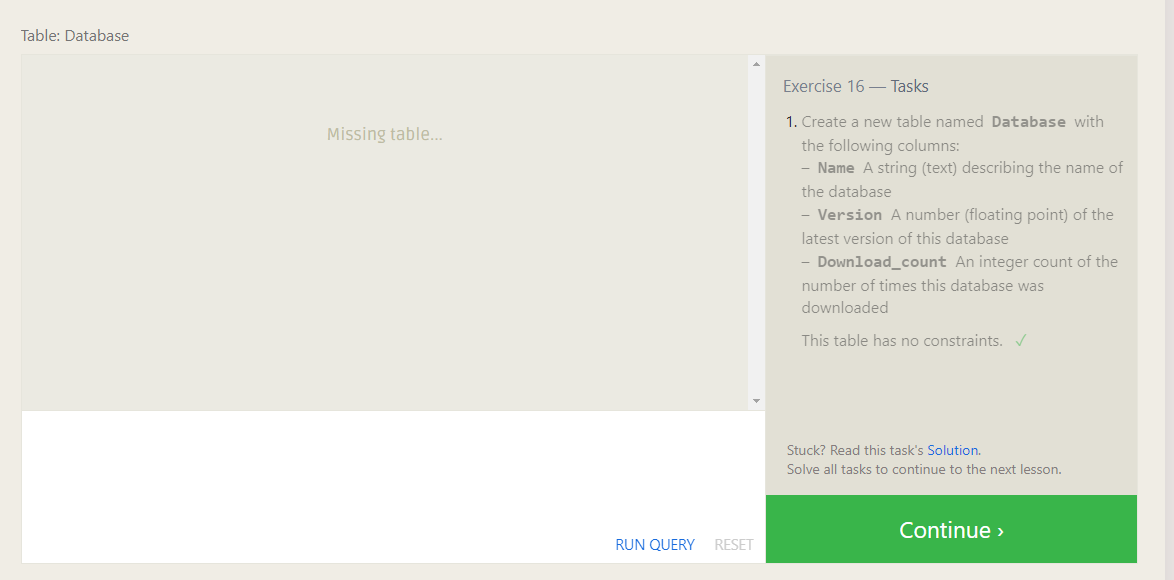 Table: Database
Missing table...
RUN QUERY RESET
Exercise 16 — Tasks
1. Create a new table named Database with
the following columns:
– Name A string (text) describing the name of
the database
– Version A number (floating point) of the
latest version of this database
– Download_count An integer count of the
number of times this database was
downloaded
This table has no constraints. ✓
Stuck? Read this task's Solution.
Solve all tasks to continue to the next lesson.
Continue ›